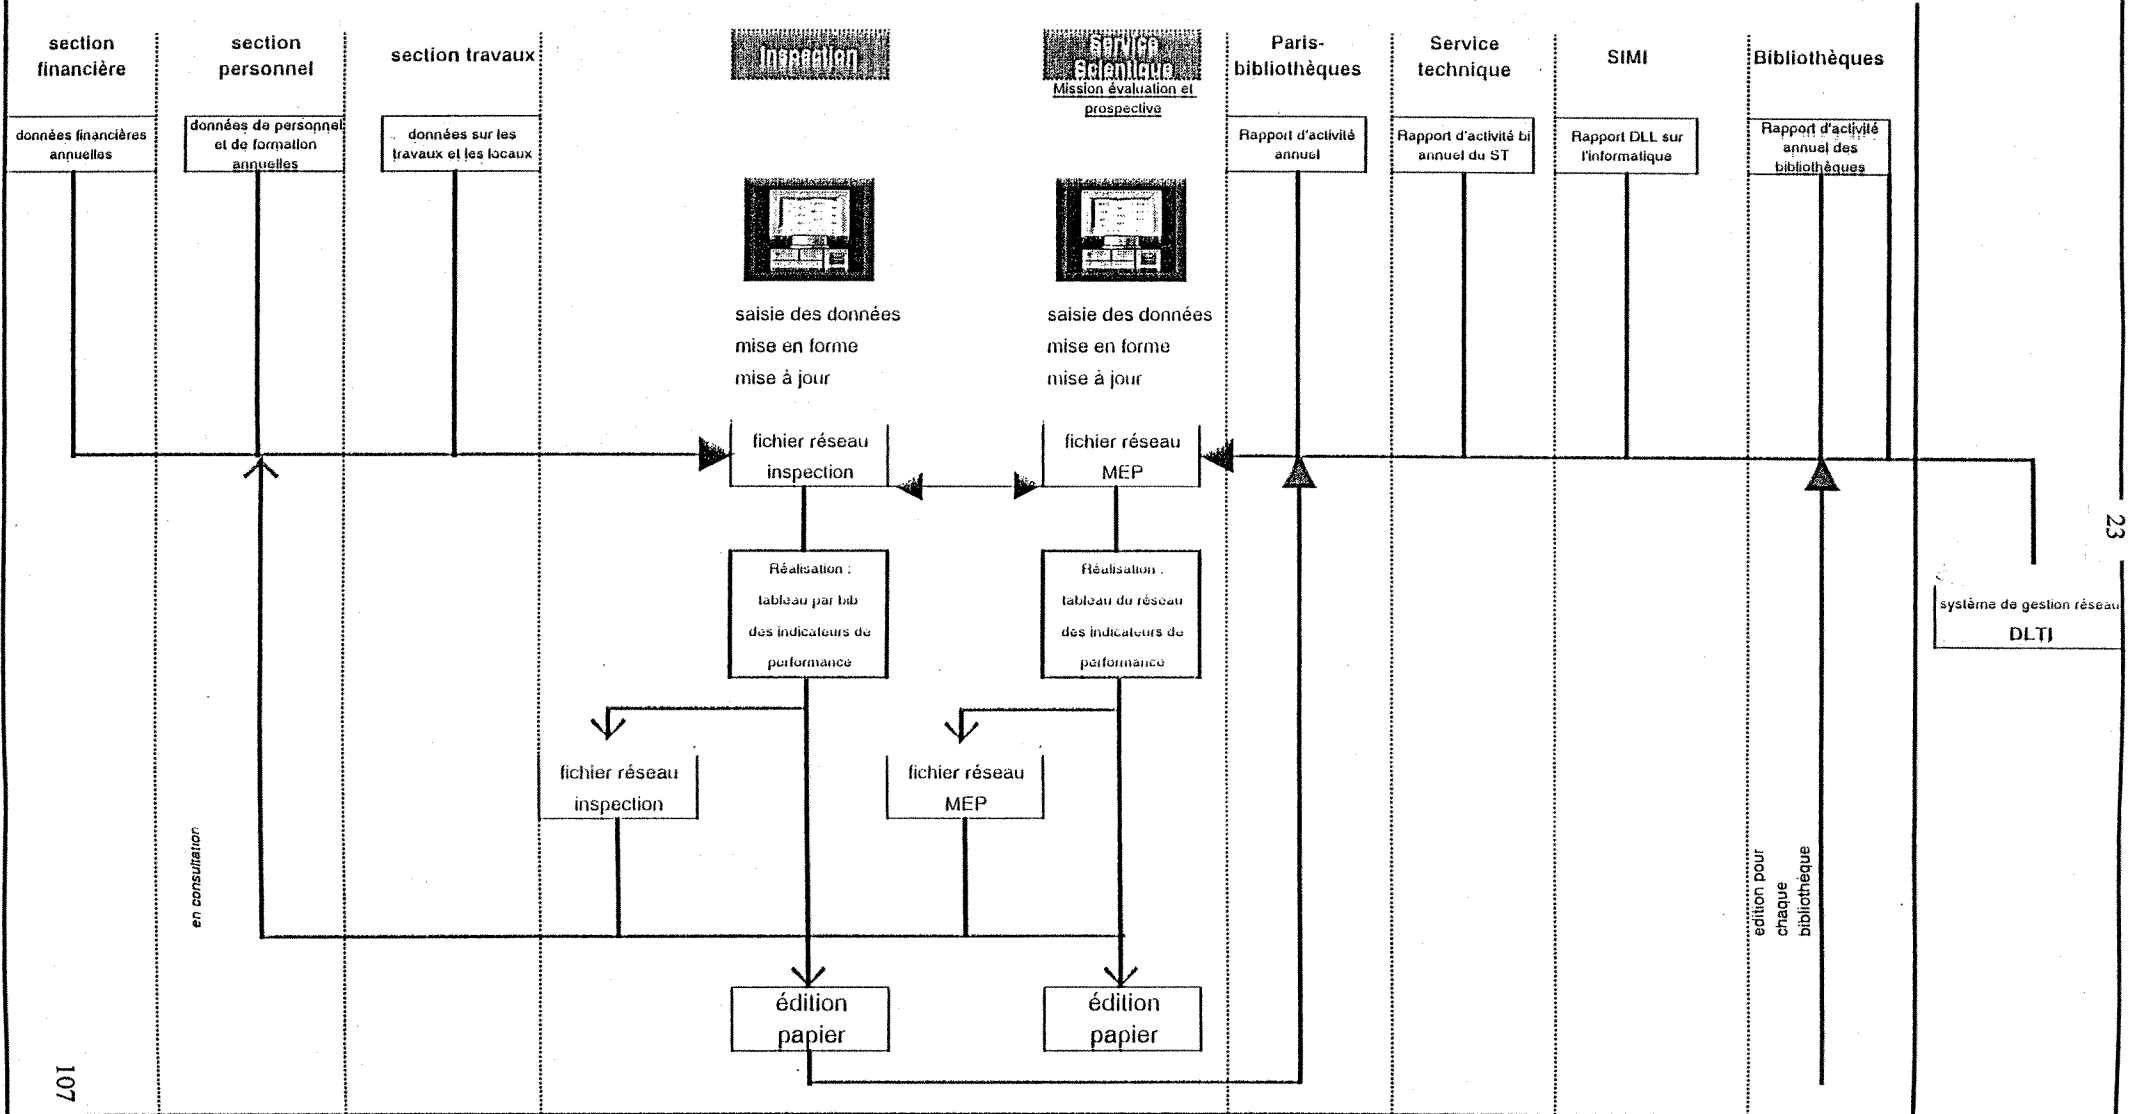 section
financière
section
personnel
section travaux
Inspection
Service
Scientique
Mission évaluation et
prospective
Paris-
bibliothèques
Service
technique
SIMI
Bibliothèques
données financières
annuelles
données de personnel
et de formation
annuelles
données sur les
travaux et les locaux
Rapport d'activité
annuel
Rapport d'activité bi
annuel du ST
Rapport DLL sur
l'informatique
Rapport d'activité
annuel des
bibliothèques
saisie des données
mise en forme
mise à jour
saisie des données
mise en forme
mise à jour
fichier réseau
inspection
fichier réseau
MEP
23
Réalisation :
tableau par bib
des indicateurs de
performance
Réalisation :
tableau du réseau
des indicateurs de
performance
système de gestion réseau
DLTI
fichier réseau
inspection
fichier réseau
MEP
en consultation
edition pour
chaque
bibliothèque
édition
papier
édition
papier
107